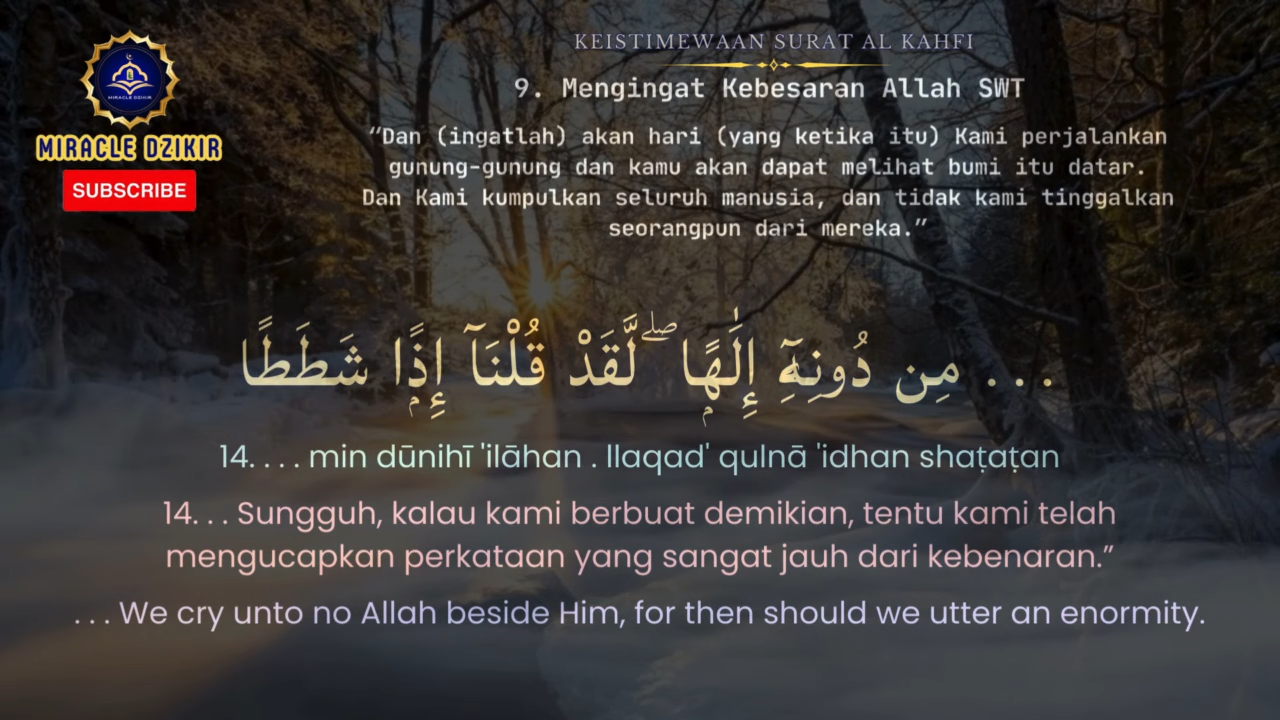 KEISTIMEWAAN SURAT AL KAHFI
9. Mengingat Kebesaran Allah SWT
“Dan (ingatlah) akan hari (yang ketika itu) Kami perjalankan
gunung-gunung dan kamu akan dapat melihat bumi itu datar.
Dan Kami kumpulkan seluruh manusia, dan tidak kami tinggalkan
seorangpun dari mereka.”
MIRACLE DZIKIR
MIRACLE DZIKIR
SUBSCRIBE
. . . مِن دُونِهِۦٓ إِلَٰهًۭا ۖ لَّقَدْ قُلْنَآ إِذًۭا شَطَطًا
14. . . . min dūnihī 'ilāhan . llaqad' qulnā 'idhan shaṭaṭan
14. . . Sungguh, kalau kami berbuat demikian, tentu kami telah
mengucapkan perkataan yang sangat jauh dari kebenaran.”
. . . We cry unto no Allah beside Him, for then should we utter an enormity.